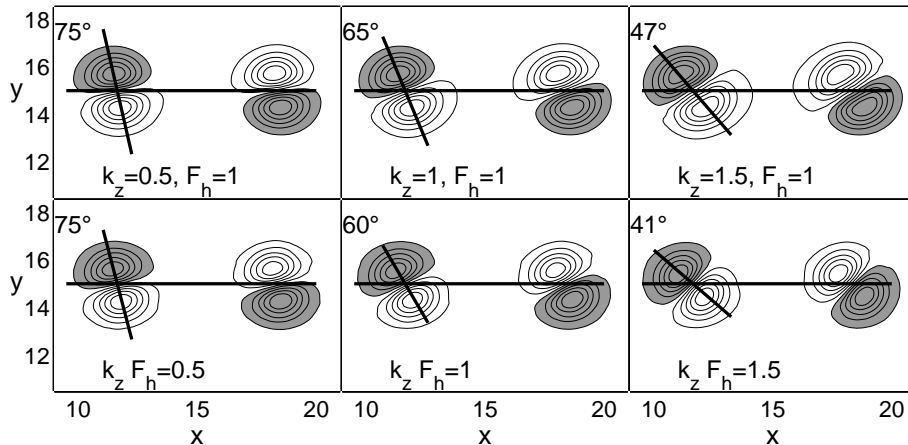 18
16
y
14
12
75°
k_z=0.5, F_h=1
65°
k_z=1, F_h=1
47°
k_z=1.5, F_h=1
18
16
y
14
12
75°
k_z F_h=0.5
60°
k_z F_h=1
41°
k_z F_h=1.5
10 15 20
x
10 15 20
x
10 15 20
x